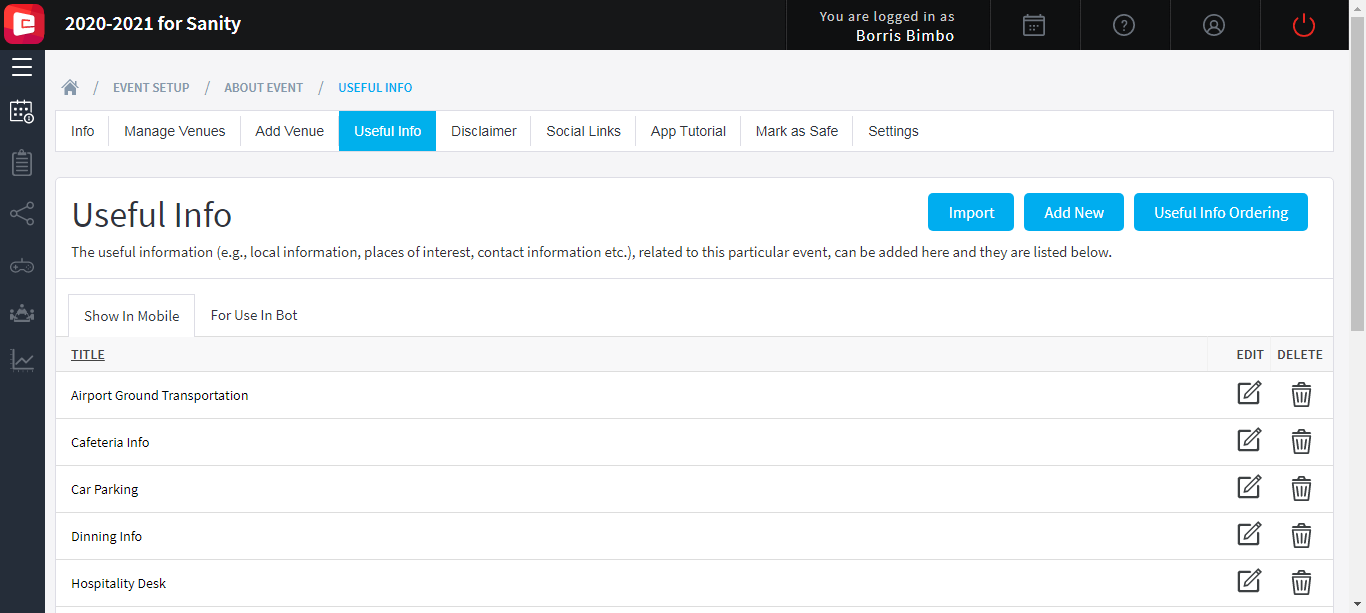 2020-2021 for Sanity
You are logged in as
Borris Bimbo
/ EVENT SETUP / ABOUT EVENT / USEFUL INFO
Info Manage Venues Add Venue Useful Info Disclaimer Social Links App Tutorial Mark as Safe Settings
Useful Info
Import Add New Useful Info Ordering
The useful information (e.g., local information, places of interest, contact information etc.), related to this particular event, can be added here and they are listed below.
Show In Mobile For Use In Bot
TITLE EDIT DELETE
Airport Ground Transportation
Cafeteria Info
Car Parking
Dinning Info
Hospitality Desk